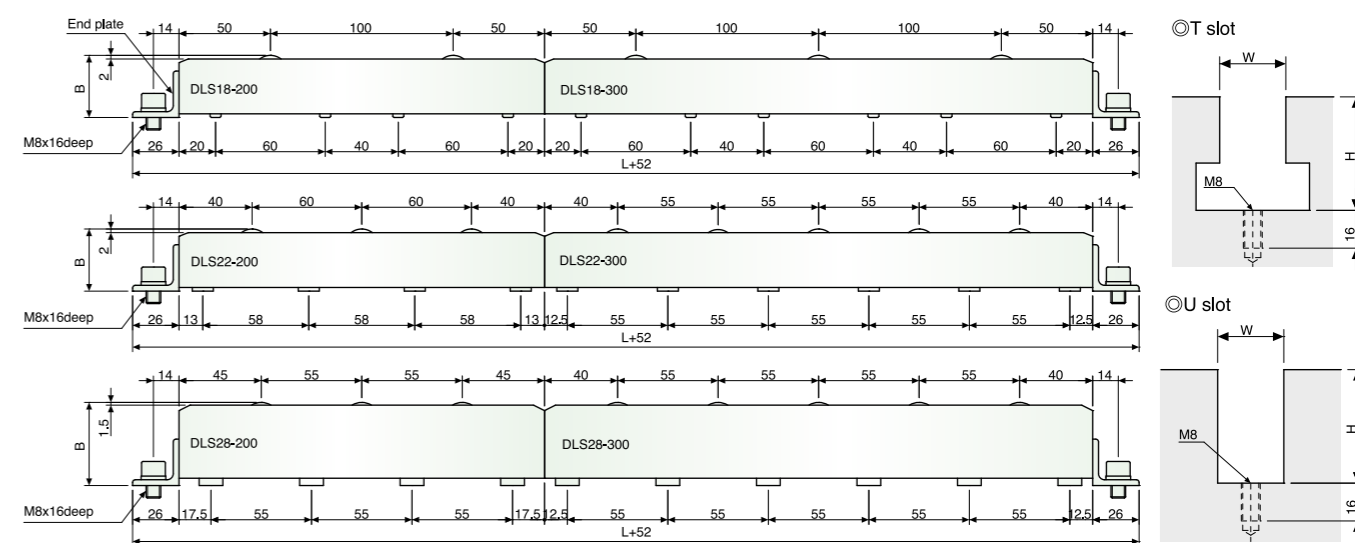 End plate 14 50 100 50 50 100 100 50 14
B 2 DLS18-200 DLS18-300
M8x16deep 26 20 60 40 60 20 20 60 40 60 40 60 20 26
L+52
14 40 60 60 40 40 55 55 55 55 40 14
B 2 DLS22-200 DLS22-300
M8x16deep 26 13 58 58 58 13 12.5 55 55 55 55 55 12.5 26
L+52
14 45 55 55 45 40 55 55 55 55 40 14
B 1.5 DLS28-200 DLS28-300
M8x16deep 26 17.5 55 55 55 17.5 12.5 55 55 55 55 55 12.5 26
L+52
◎T slot
W
H
M8
16
◎U slot
W
H
M8
16